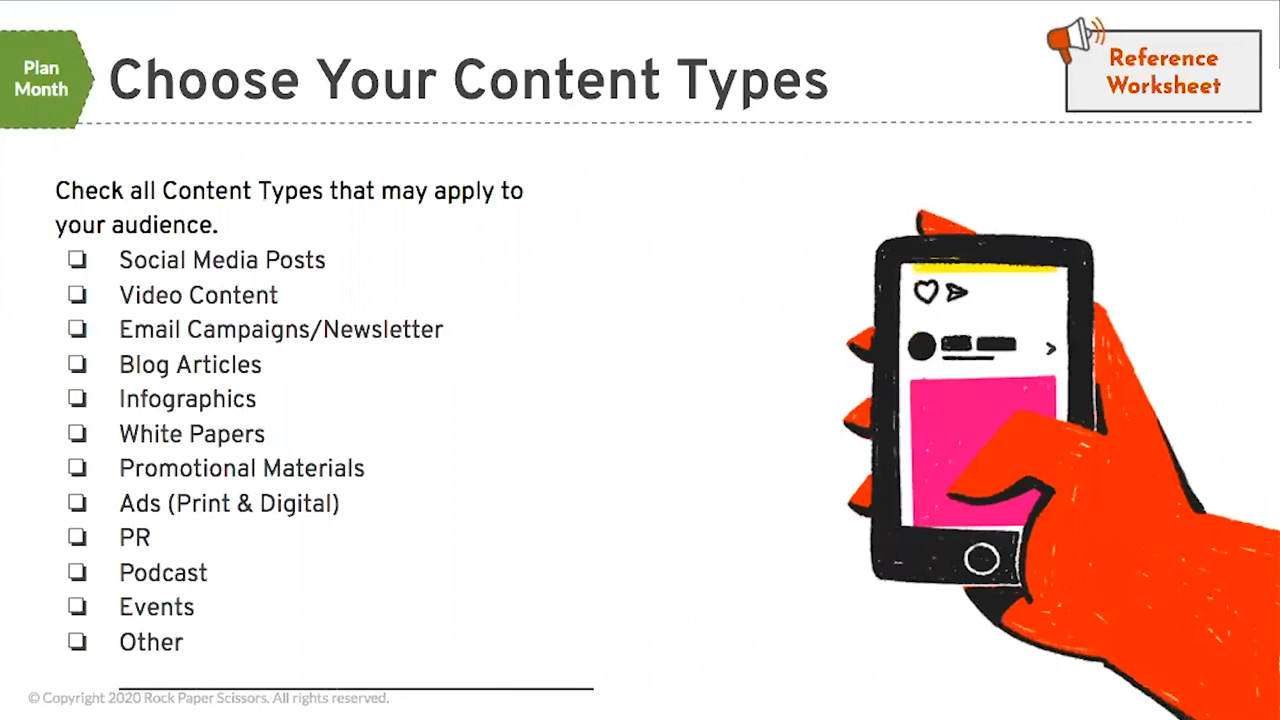 Plan
Month
Choose Your Content Types
Reference
Worksheet
Check all Content Types that may apply to
your audience.
❏ Social Media Posts
❏ Video Content
❏ Email Campaigns/Newsletter
❏ Blog Articles
❏ Infographics
❏ White Papers
❏ Promotional Materials
❏ Ads (Print & Digital)
❏ PR
❏ Podcast
❏ Events
❏ Other
© Copyright 2020 Rock Paper Scissors. All rights reserved.